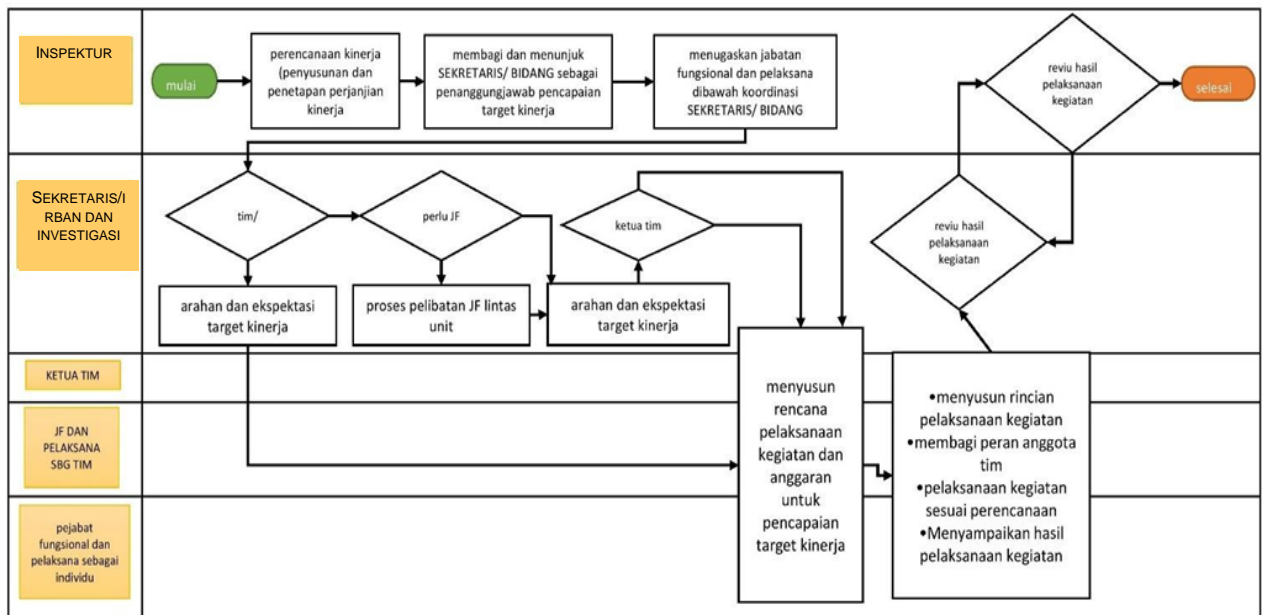 INSPEKTUR
mulai
perencanaan kinerja
(penyusunan dan
penetapan perjanjian
kinerja
membagi dan menunjuk
SEKRETARIS/ BIDANG sebagai
penanggungjawab pencapaian
target kinerja
menugaskan jabatan
fungsional dan pelaksana
dibawah koordinasi
SEKRETARIS/ BIDANG
reviu hasil
pelaksanaan
kegiatan
selesai
SEKRETARIS/I
RBAN DAN
INVESTIGASI
tim/
perlu JF
ketua tim
reviu hasil
pelaksanaan
kegiatan
arahan dan ekspektasi
target kinerja
proses pelibatan JF lintas
unit
arahan dan ekspektasi
target kinerja
KETUA TIM
JF DAN
PELAKSANA
SBG TIM
pejabat
fungsional dan
pelaksana sebagai
individu
menyusun
rencana
pelaksanaan
kegiatan dan
anggaran
untuk
pencapaian
target kinerja
•menyusun rincian
pelaksanaan kegiatan
•membagi peran anggota
tim
•pelaksanaan kegiatan
sesuai perencanaan
•Menyampaikan hasil
pelaksanaan kegiatan